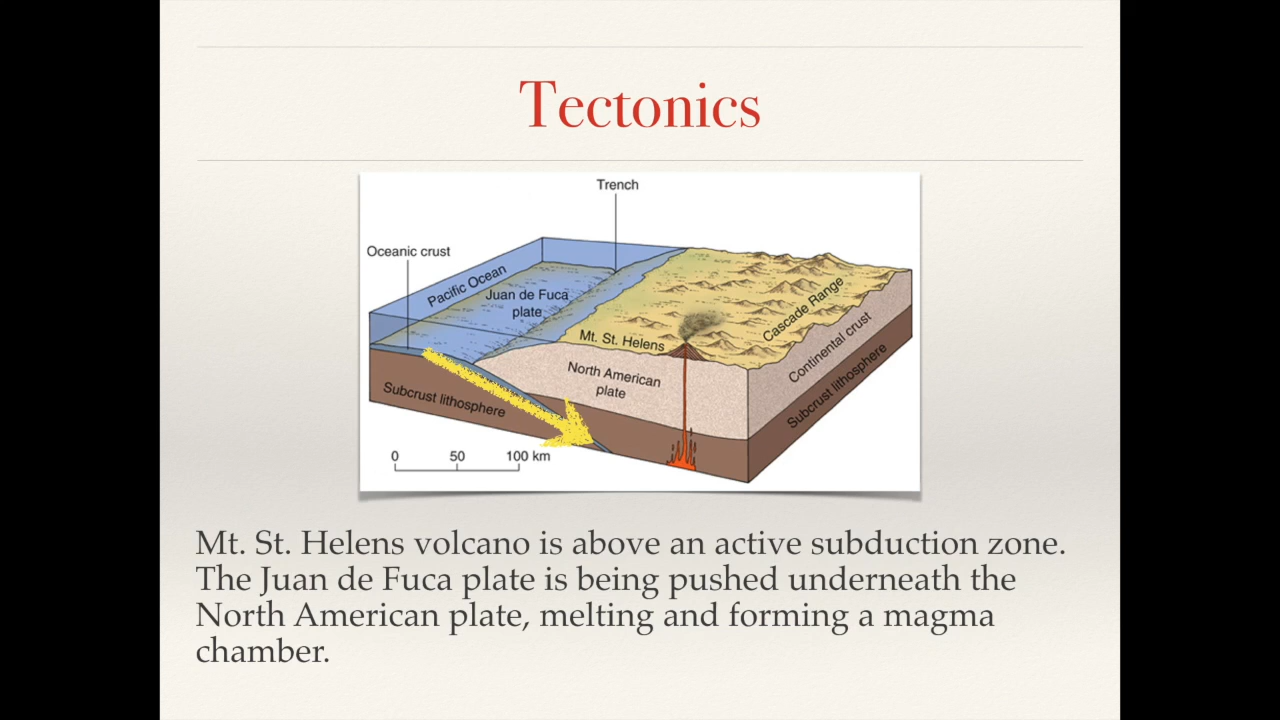 Tectonics
Trench
Oceanic crust
Pacific Ocean
Juan de Fuca
plate
Mt. St. Helens
Cascade Range
North American
plate
Continental crust
Subcrust lithosphere
Subcrust lithosphere
0 50 100 km
Mt. St. Helens volcano is above an active subduction zone.
The Juan de Fuca plate is being pushed underneath the
North American plate, melting and forming a magma
chamber.